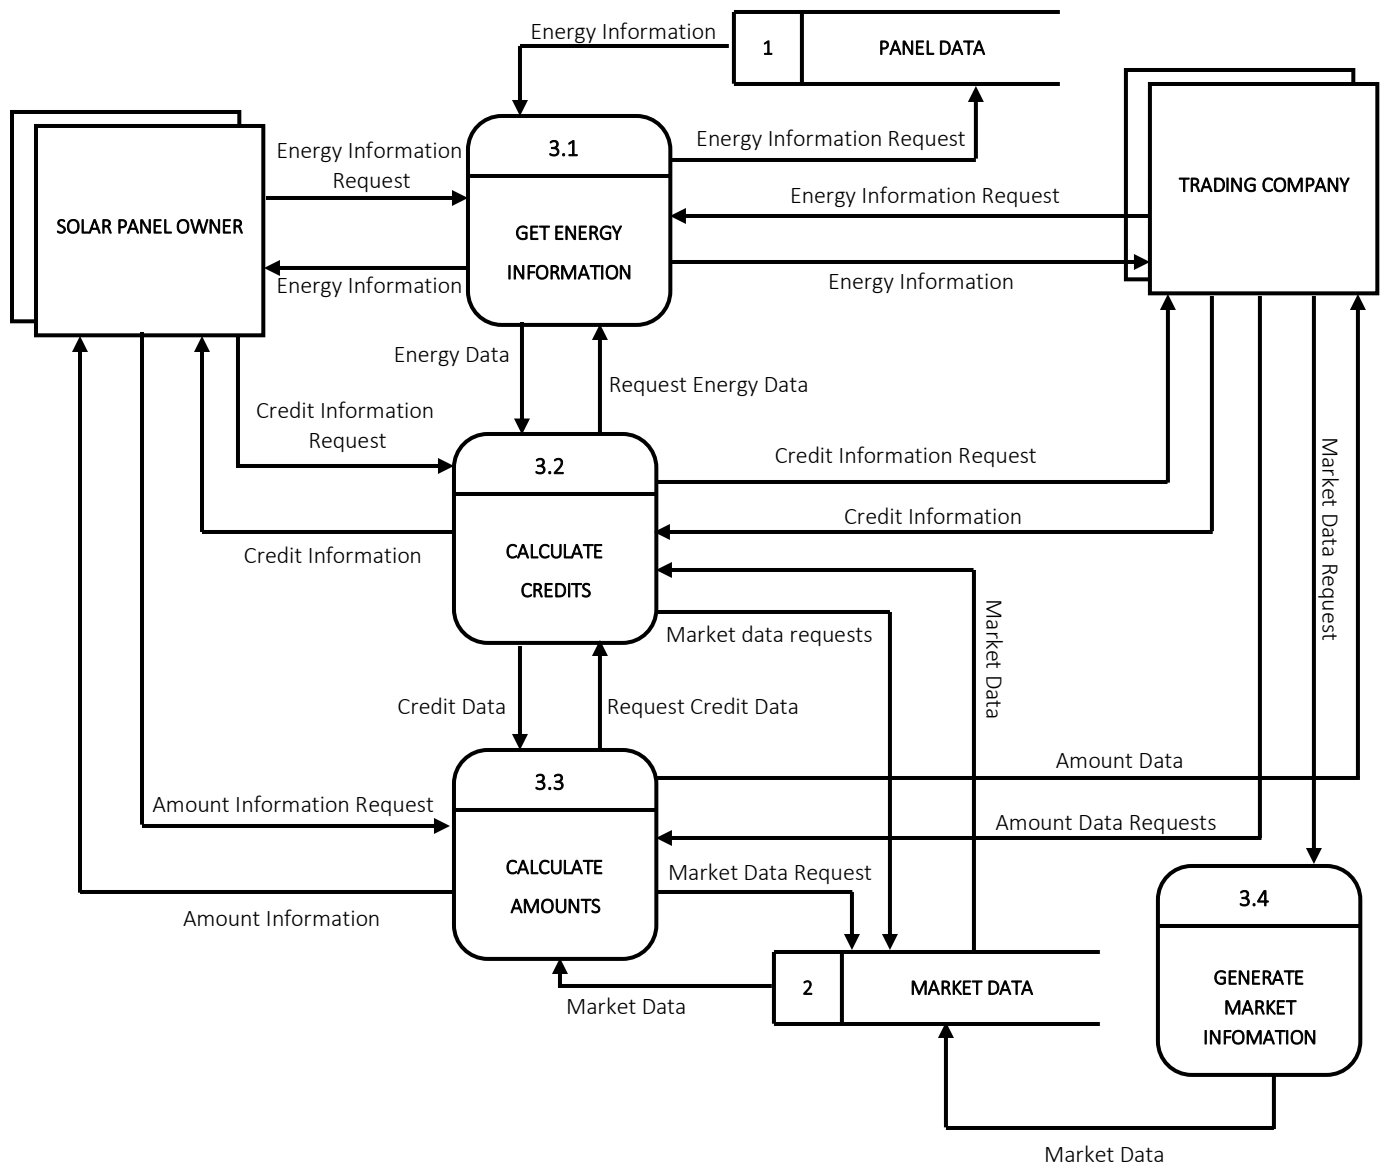 Energy Information
1
PANEL DATA
3.1
GET ENERGY
INFORMATION
Energy Information Request
TRADING COMPANY
Energy Information
Request
SOLAR PANEL OWNER
Energy Information Request
Energy Information
Energy Information
Energy Data
Request Energy Data
Credit Information
Request
3.2
CALCULATE
CREDITS
Credit Information Request
Market Data Request
Credit Information
Credit Information
Market data requests
Market Data
Credit Data
Request Credit Data
3.3
CALCULATE
AMOUNTS
Amount Data
Amount Information Request
Amount Data Requests
Market Data Request
Amount Information
3.4
GENERATE
MARKET
INFOMATION
2
MARKET DATA
Market Data
Market Data